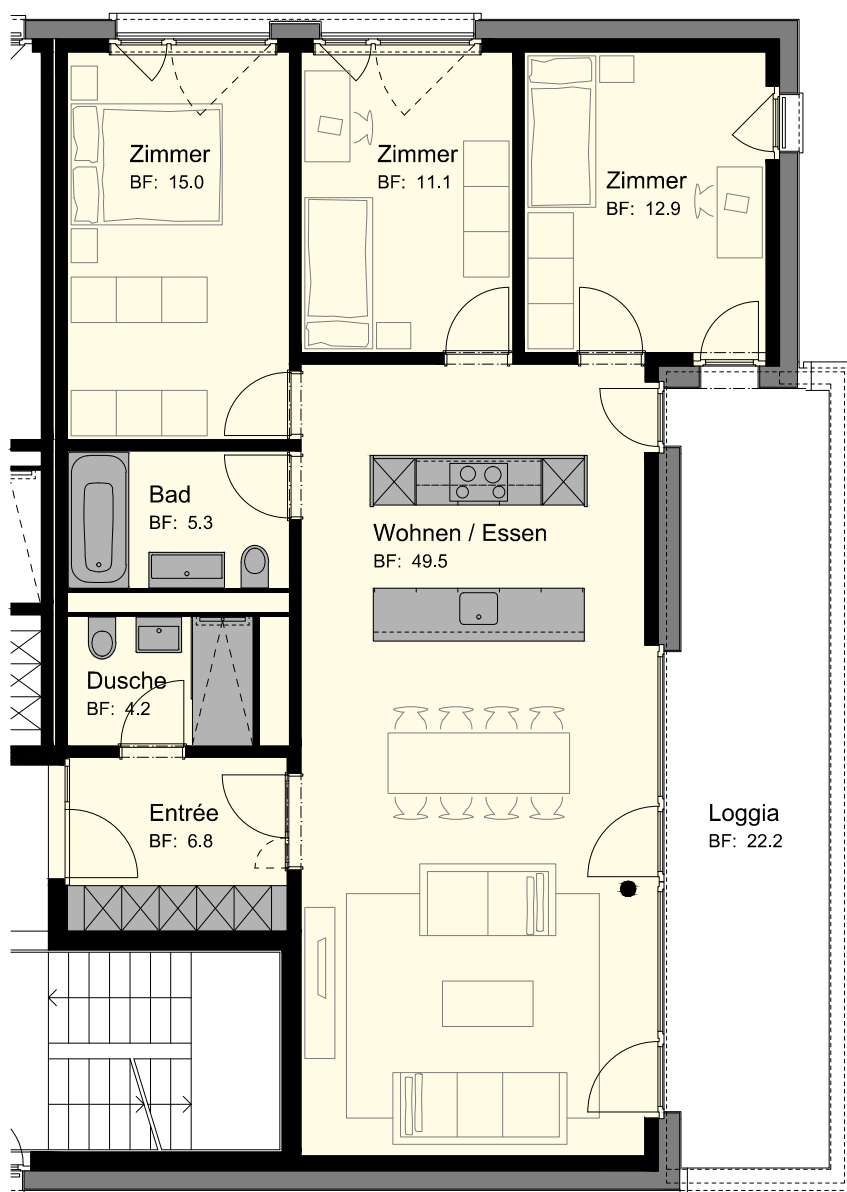 Zimmer
BF: 15.0
Zimmer
BF: 11.1
Zimmer
BF: 12.9
Bad
BF: 5.3
Wohnen / Essen
BF: 49.5
Dusche
BF: 4.2
Entrée
BF: 6.8
Loggia
BF: 22.2